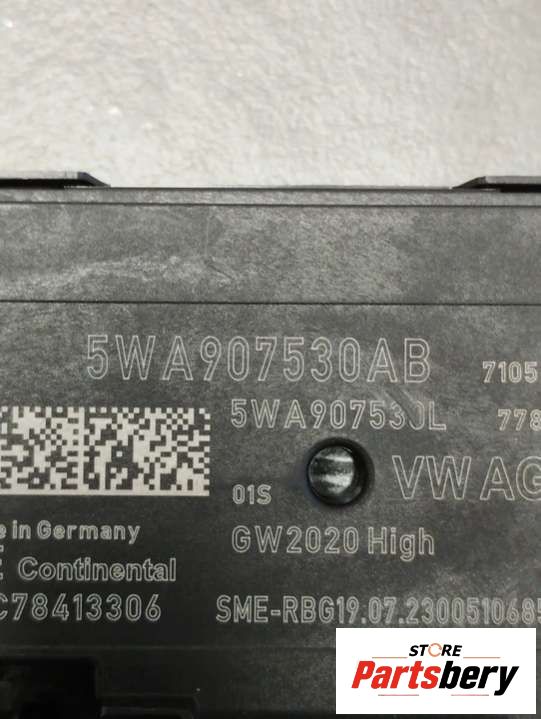 5WA907530AB 7105
5WA907530L 778
VW AG
01S
in Germany
GW2020 High
Continental
C78413306 SME-RBG19.07.2300510685
STORE
Partsbery